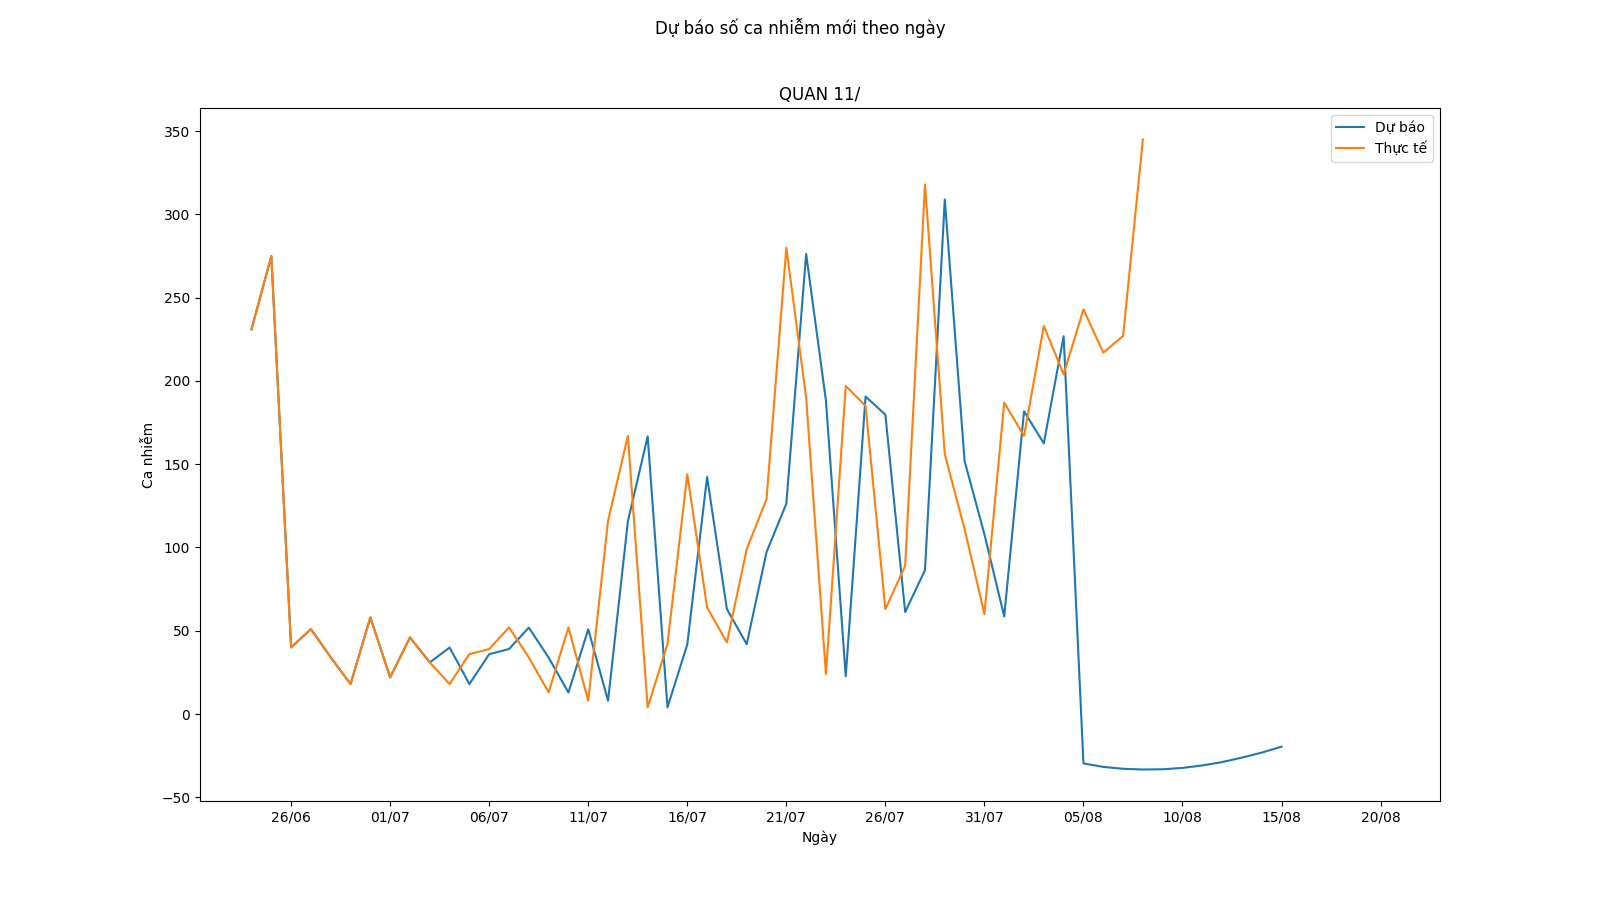 Dự báo số ca nhiễm mới theo ngày
QUAN 11/
Dự báo
Thực tế
350
300
250
200
150
100
50
0
−50
Ca nhiễm
26/06 01/07 06/07 11/07 16/07 21/07 26/07 31/07 05/08 10/08 15/08 20/08
Ngày